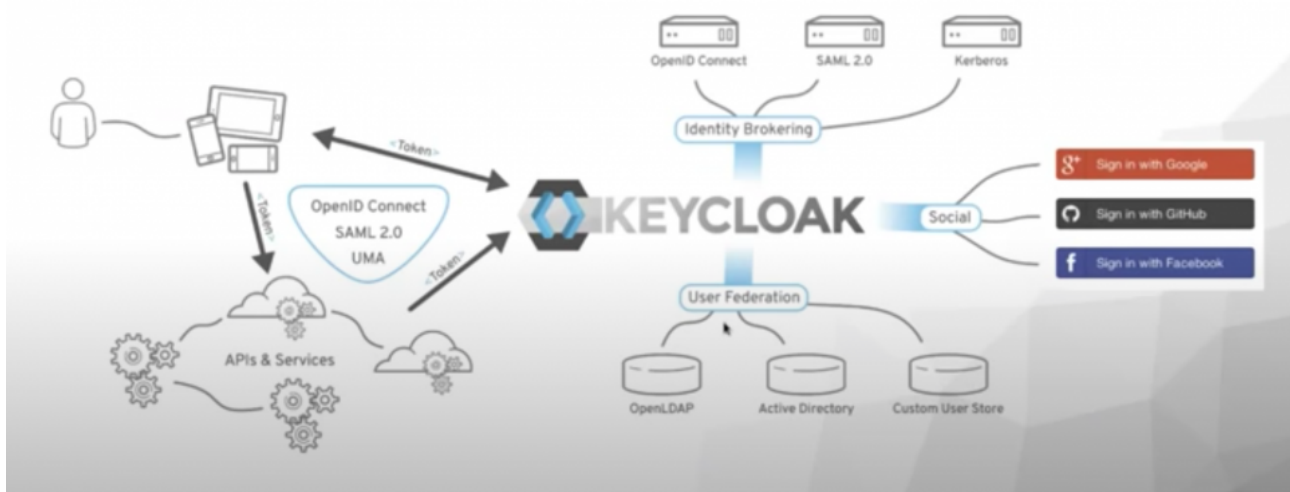 OpenID Connect
SAML 2.0
Kerberos
Identity Brokering
<Token>
<Token>
OpenID Connect
SAML 2.0
UMA
<Token>
KEYCLOAK
Social
g+ Sign in with Google
Sign in with GitHub
f Sign in with Facebook
User Federation
APIs & Services
OpenLDAP
Active Directory
Custom User Store